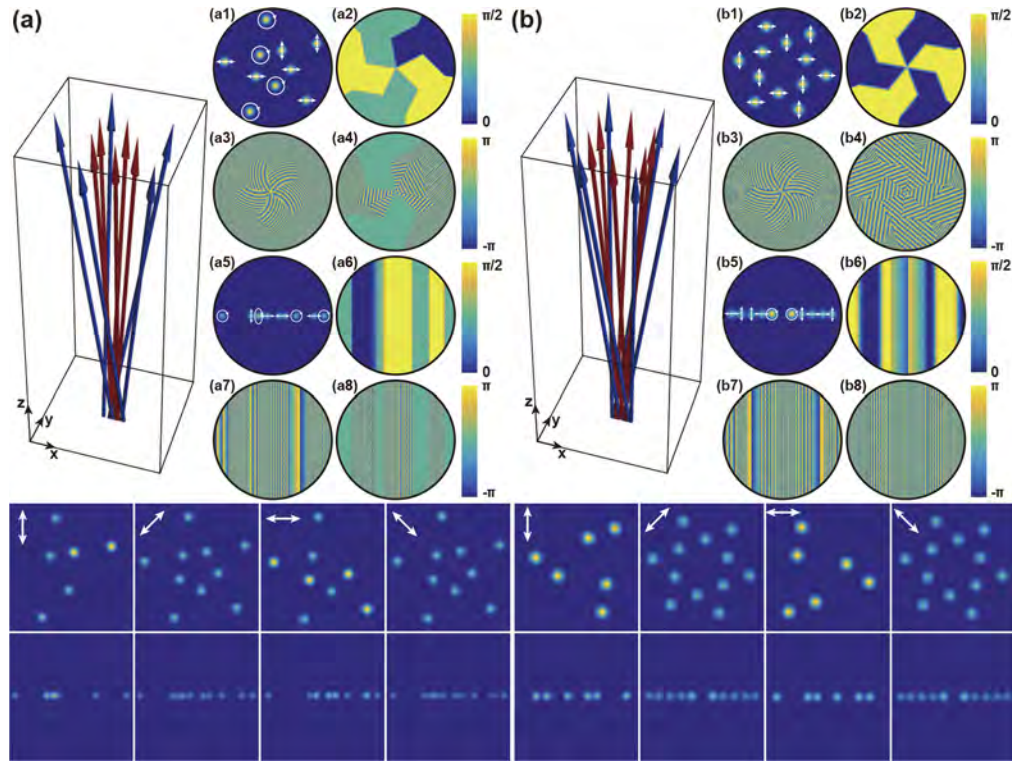 (a)
(a1)
(a2)
π/2
0
(a3)
(a4)
π
-π
(a5)
(a6)
π/2
0
(a7)
(a8)
π
-π
z
y
x
(b)
(b1)
(b2)
π/2
0
(b3)
(b4)
π
-π
(b5)
(b6)
π/2
0
(b7)
(b8)
π
-π
z
y
x